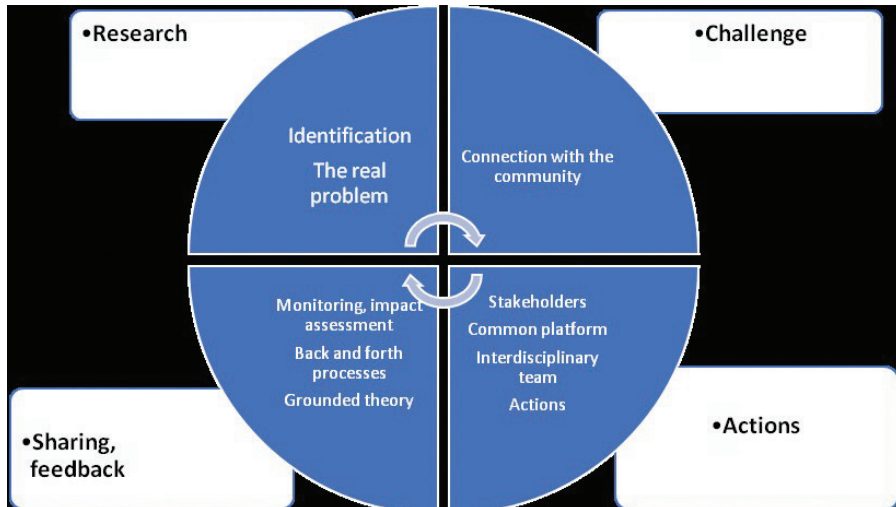 •Research
•Challenge
Identification
The real
problem
Connection with the
community
Monitoring, impact
assessment
Back and forth
processes
Grounded theory
Stakeholders
Common platform
Interdisciplinary
team
Actions
•Sharing,
feedback
•Actions